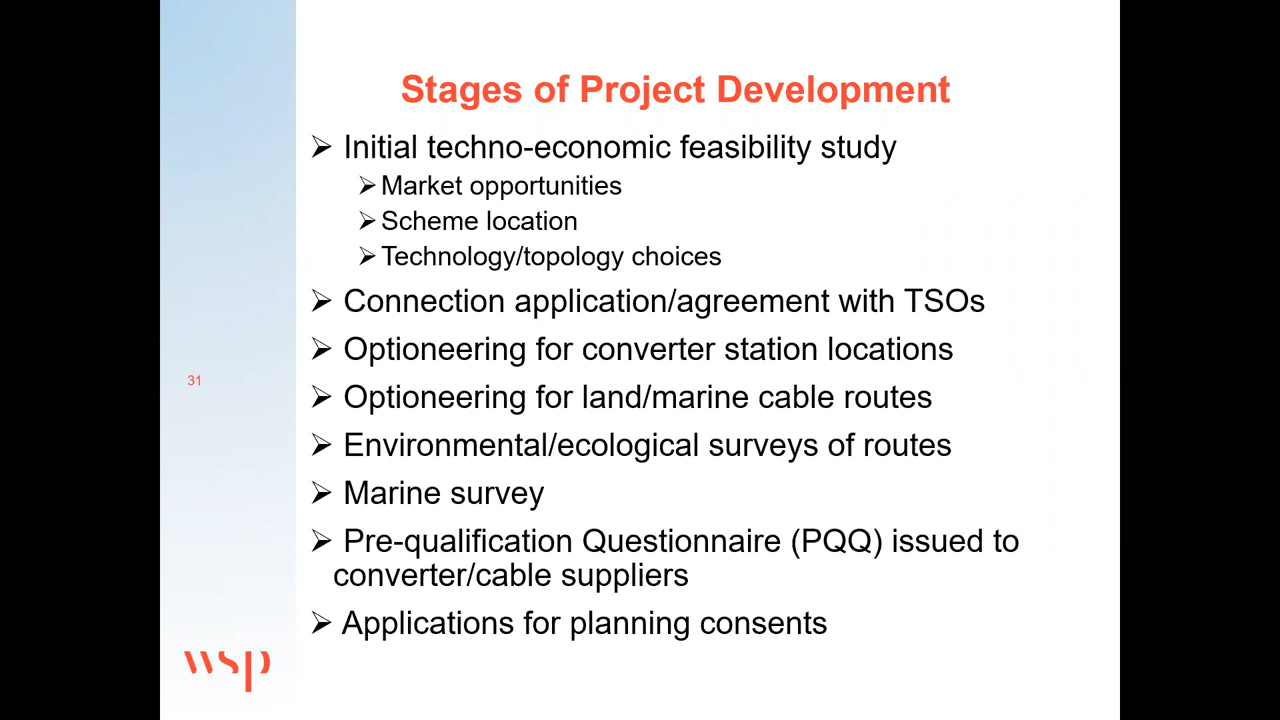 Stages of Project Development
➢ Initial techno-economic feasibility study
➢ Market opportunities
➢ Scheme location
➢ Technology/topology choices
➢ Connection application/agreement with TSOs
➢ Optioneering for converter station locations
➢ Optioneering for land/marine cable routes
➢ Environmental/ecological surveys of routes
➢ Marine survey
➢ Pre-qualification Questionnaire (PQQ) issued to
converter/cable suppliers
➢ Applications for planning consents
31
wsp